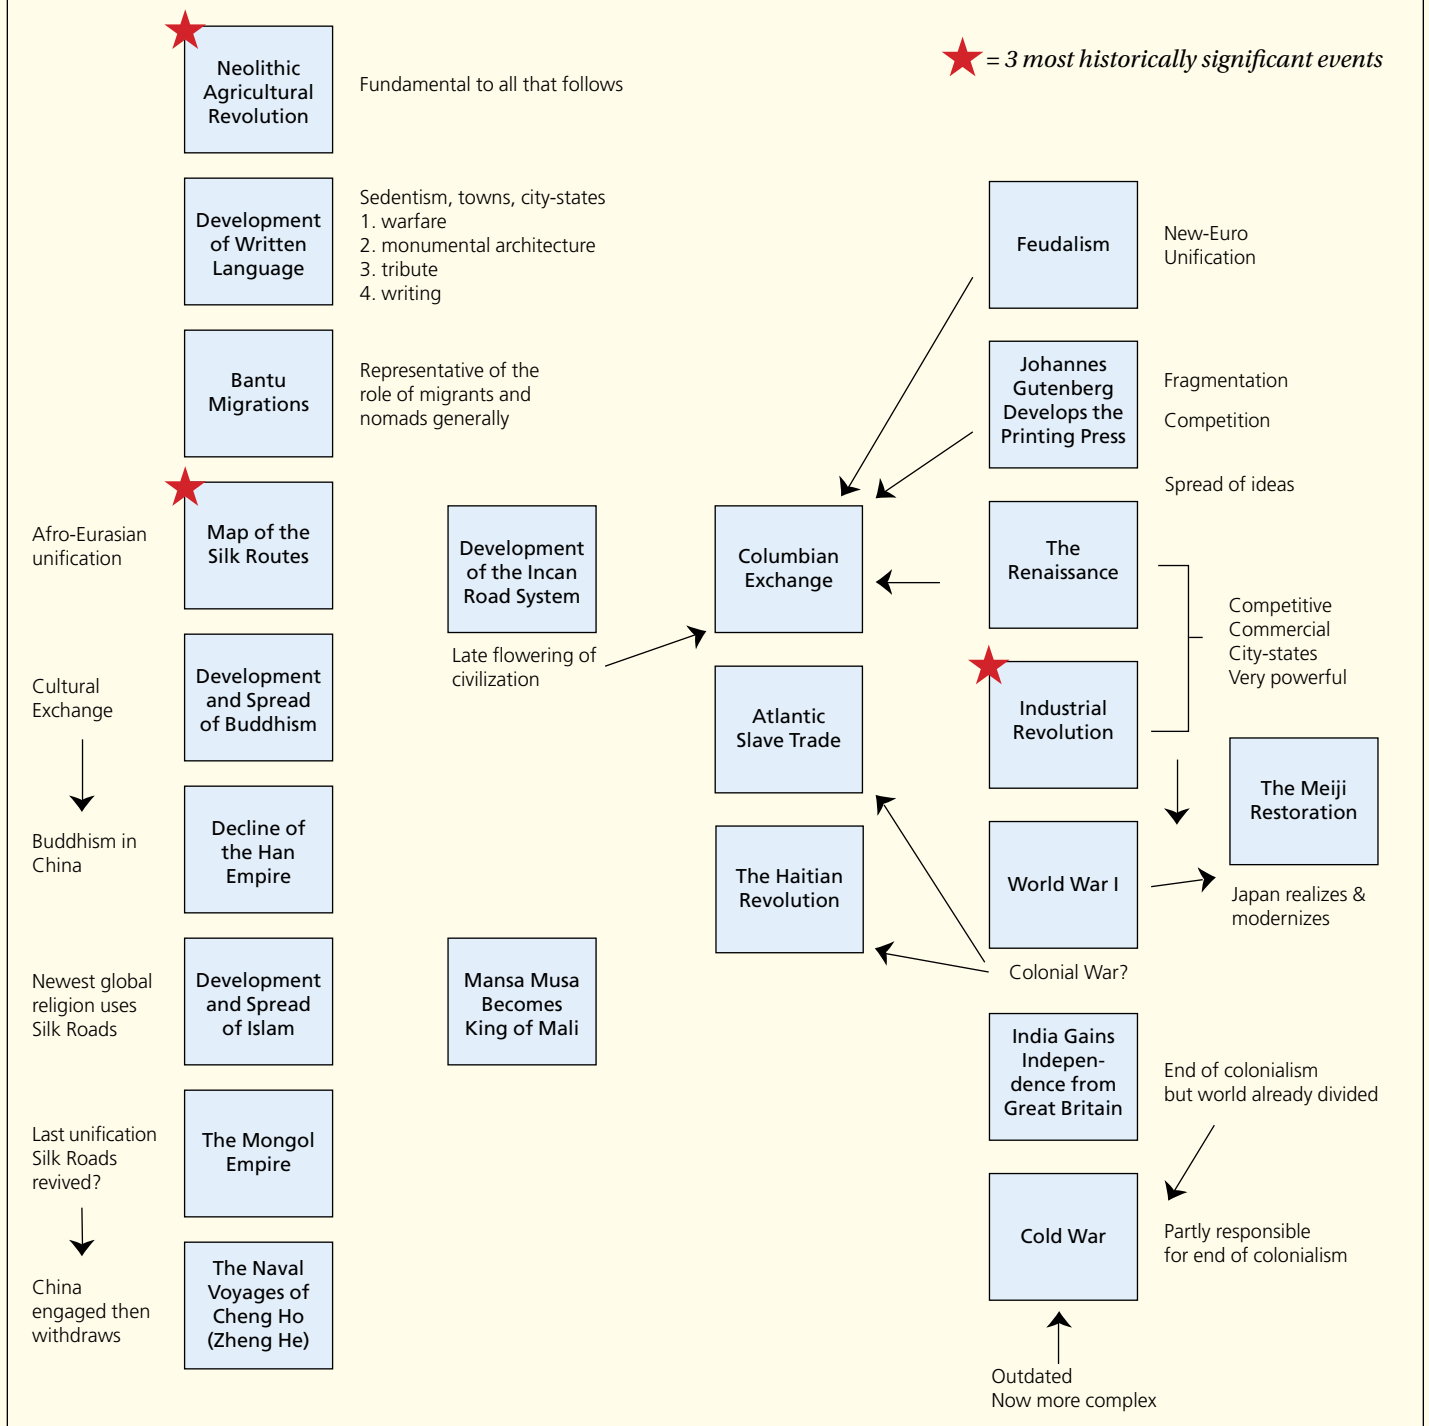 = 3 most historically significant events
Neolithic
Agricultural
Revolution
Fundamental to all that follows
Development
of Written
Language
Sedentism, towns, city-states
1. warfare
2. monumental architecture
3. tribute
4. writing
Bantu
Migrations
Representative of the
role of migrants and
nomads generally
Afro-Eurasian
unification
Map of the
Silk Routes
Cultural
Exchange
Development
and Spread
of Buddhism
Buddhism in
China
Decline of
the Han
Empire
Newest global
religion uses
Silk Roads
Development
and Spread
of Islam
Last unification
Silk Roads
revived?
The Mongol
Empire
China
engaged then
withdraws
The Naval
Voyages of
Cheng Ho
(Zheng He)
Development
of the Incan
Road System
Late flowering of
civilization
Mansa Musa
Becomes
King of Mali
Columbian
Exchange
Atlantic
Slave Trade
The Haitian
Revolution
Feudalism
New-Euro
Unification
Johannes
Gutenberg
Develops the
Printing Press
Fragmentation
Competition
Spread of ideas
The
Renaissance
Competitive
Commercial
City-states
Very powerful
Industrial
Revolution
The Meiji
Restoration
Japan realizes &
modernizes
World War I
Colonial War?
India Gains
Indepen-
dence from
Great Britain
End of colonialism
but world already divided
Cold War
Partly responsible
for end of colonialism
Outdated
Now more complex